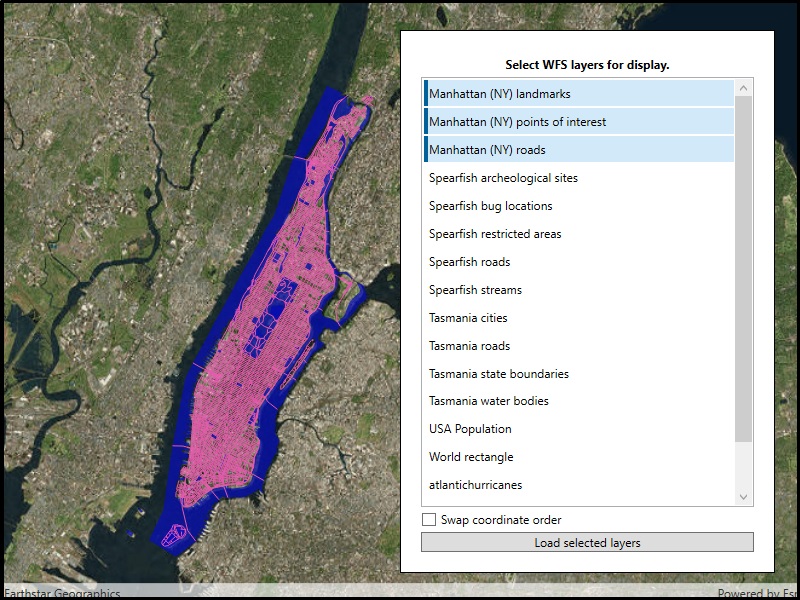 Select WFS layers for display.
Manhattan (NY) landmarks
Manhattan (NY) points of interest
Manhattan (NY) roads
Spearfish archeological sites
Spearfish bug locations
Spearfish restricted areas
Spearfish roads
Spearfish streams
Tasmania cities
Tasmania roads
Tasmania state boundaries
Tasmania water bodies
USA Population
World rectangle
atlantichurricanes
Swap coordinate order
Load selected layers
Earthstar Geographics
Powered by Esri